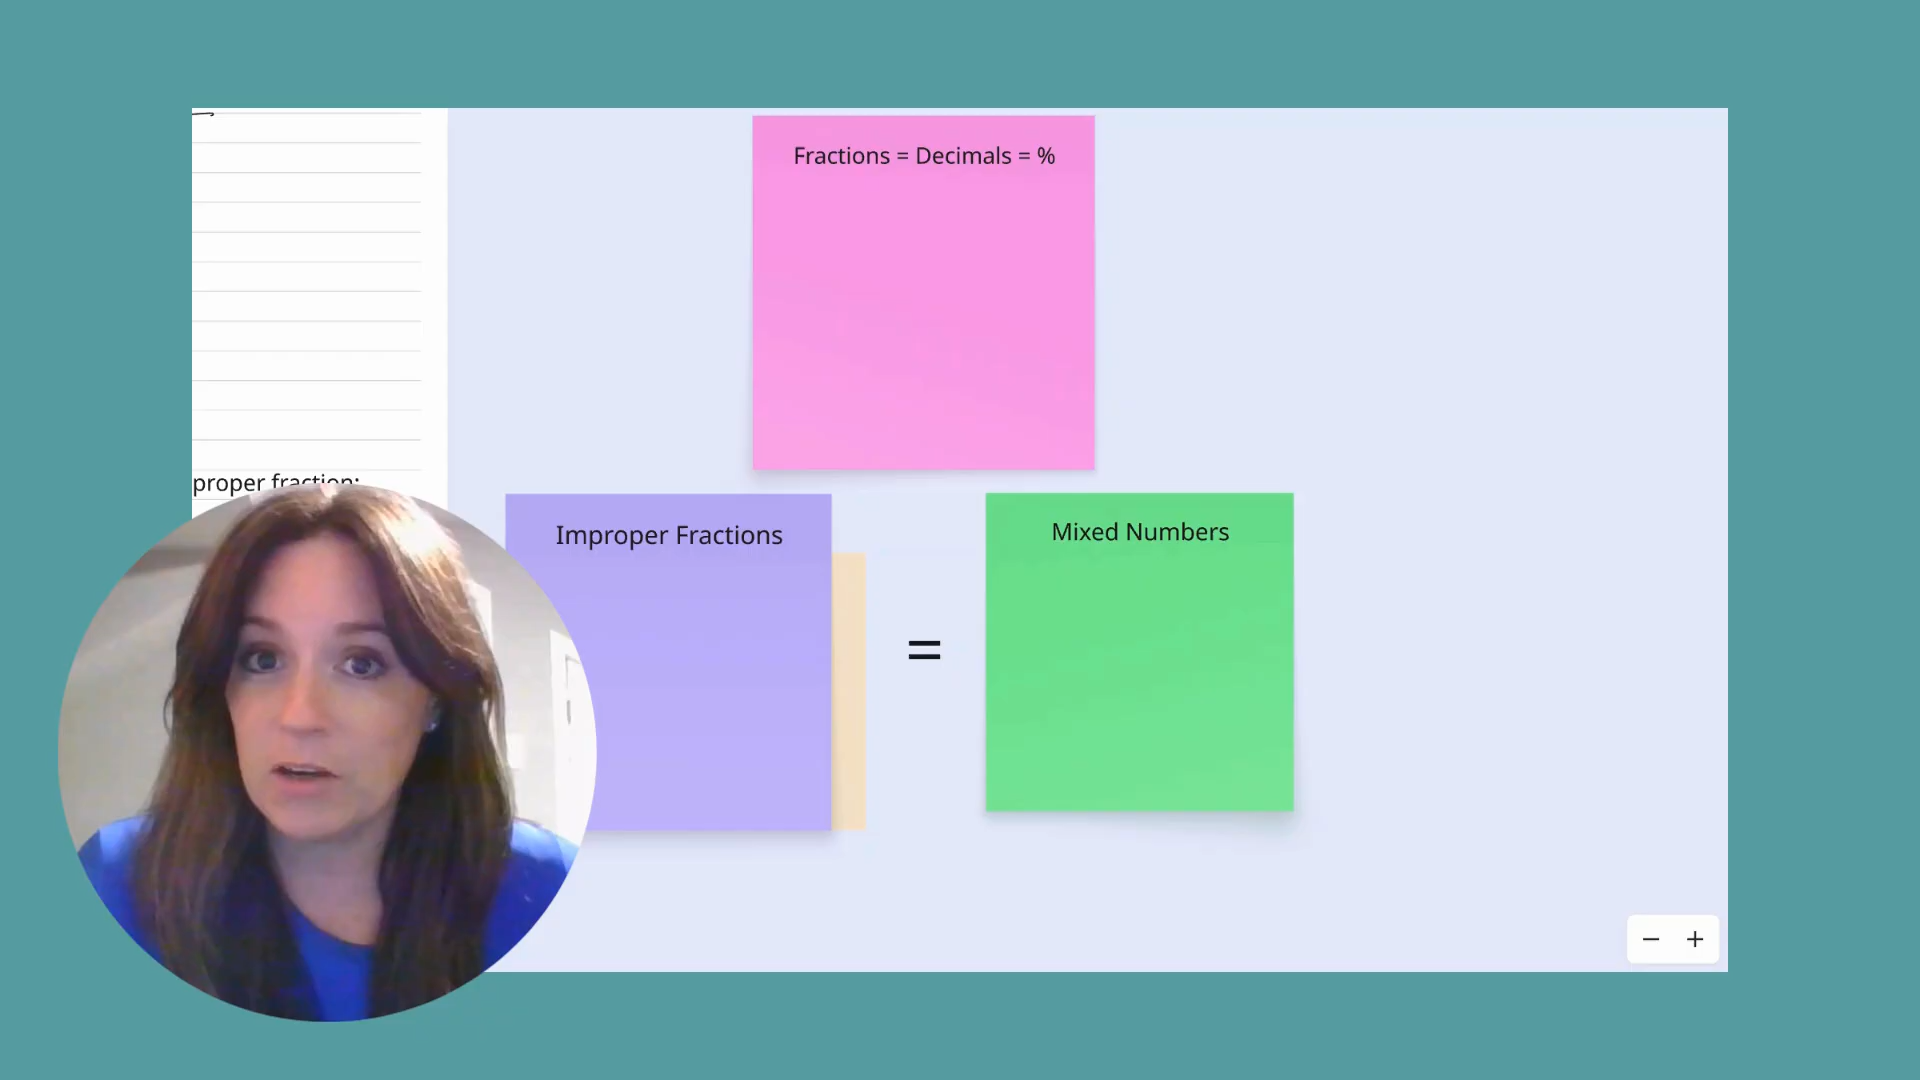 Fractions = Decimals = %
proper fraction:
Improper Fractions
Mixed Numbers
=
− +